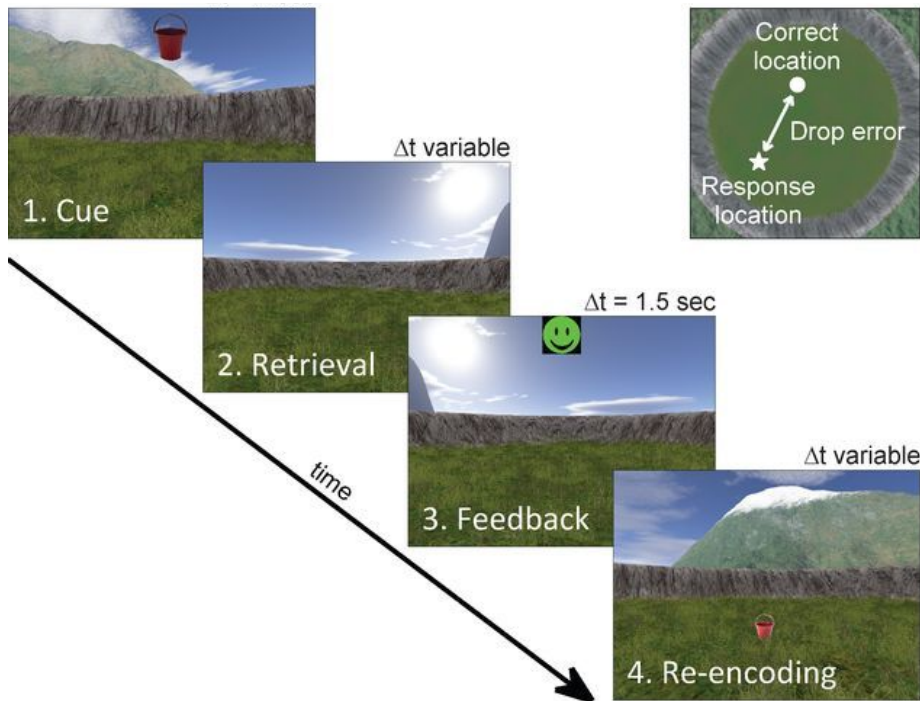 1. Cue
Δt variable
2. Retrieval
Δt = 1.5 sec
3. Feedback
Δt variable
4. Re-encoding
time
Correct
location
Drop error
Response
location